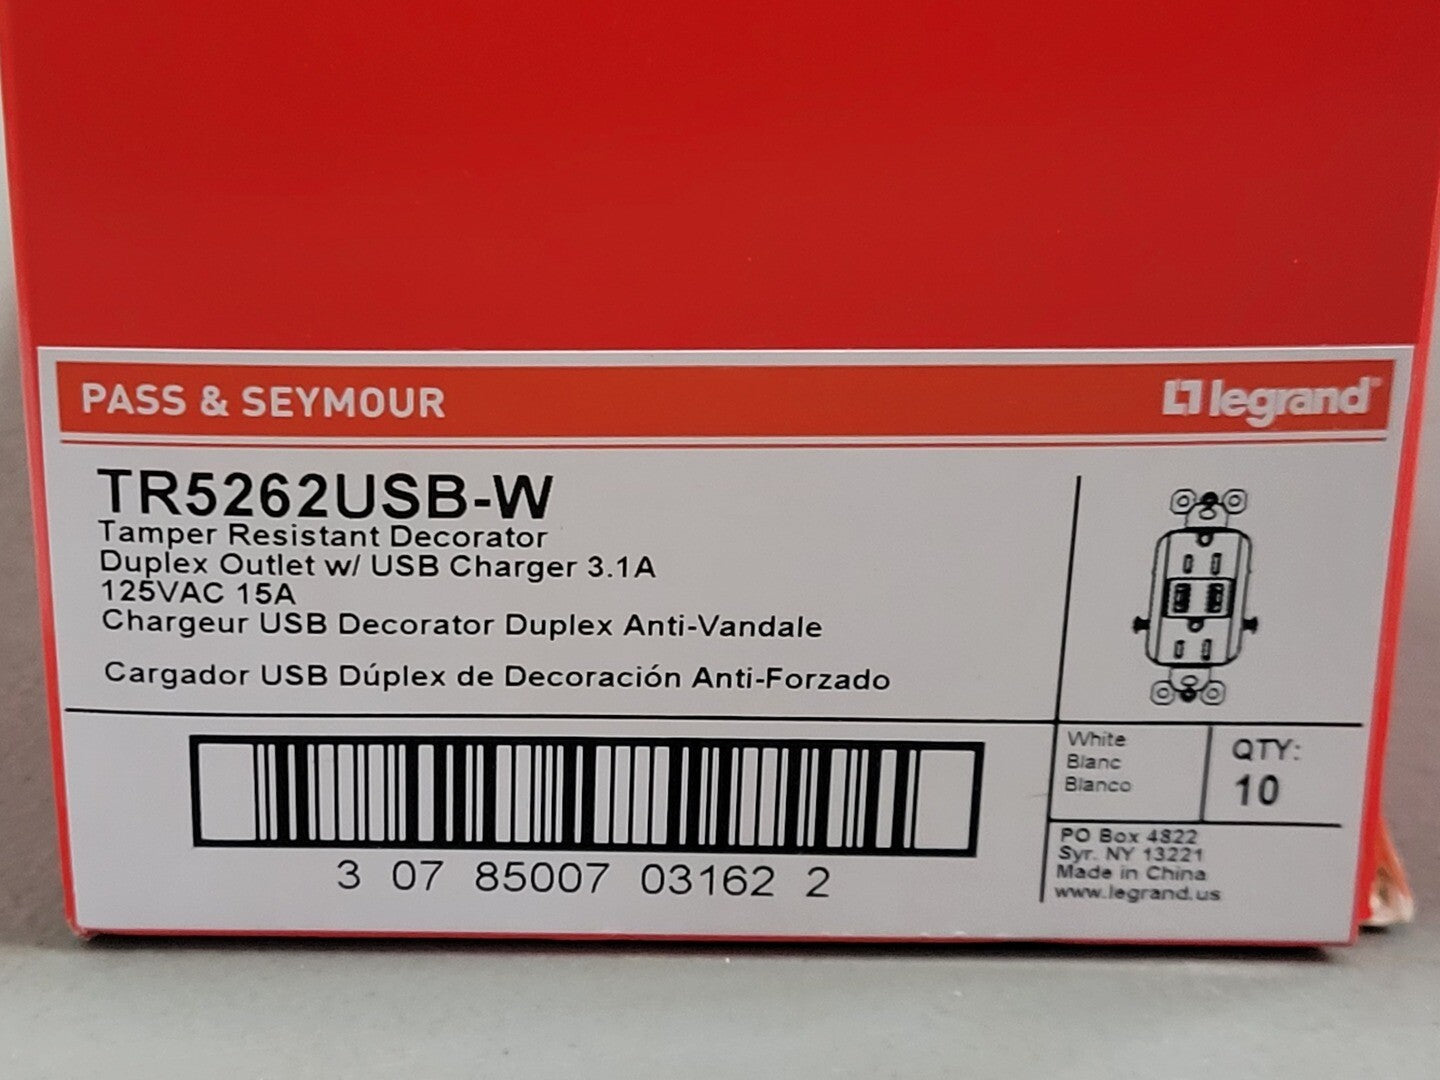 PASS & SEYMOUR
legrand®
TR5262USB-W
Tamper Resistant Decorator
Duplex Outlet w/ USB Charger 3.1A
125VAC 15A
Chargeur USB Decorator Duplex Anti-Vandale
Cargador USB Dúplex de Decoración Anti-Forzado
3 07 85007 03162 2
White
Blanc
Blanco
QTY:
10
PO Box 4822
Syr. NY 13221
Made in China
www.legrand.us